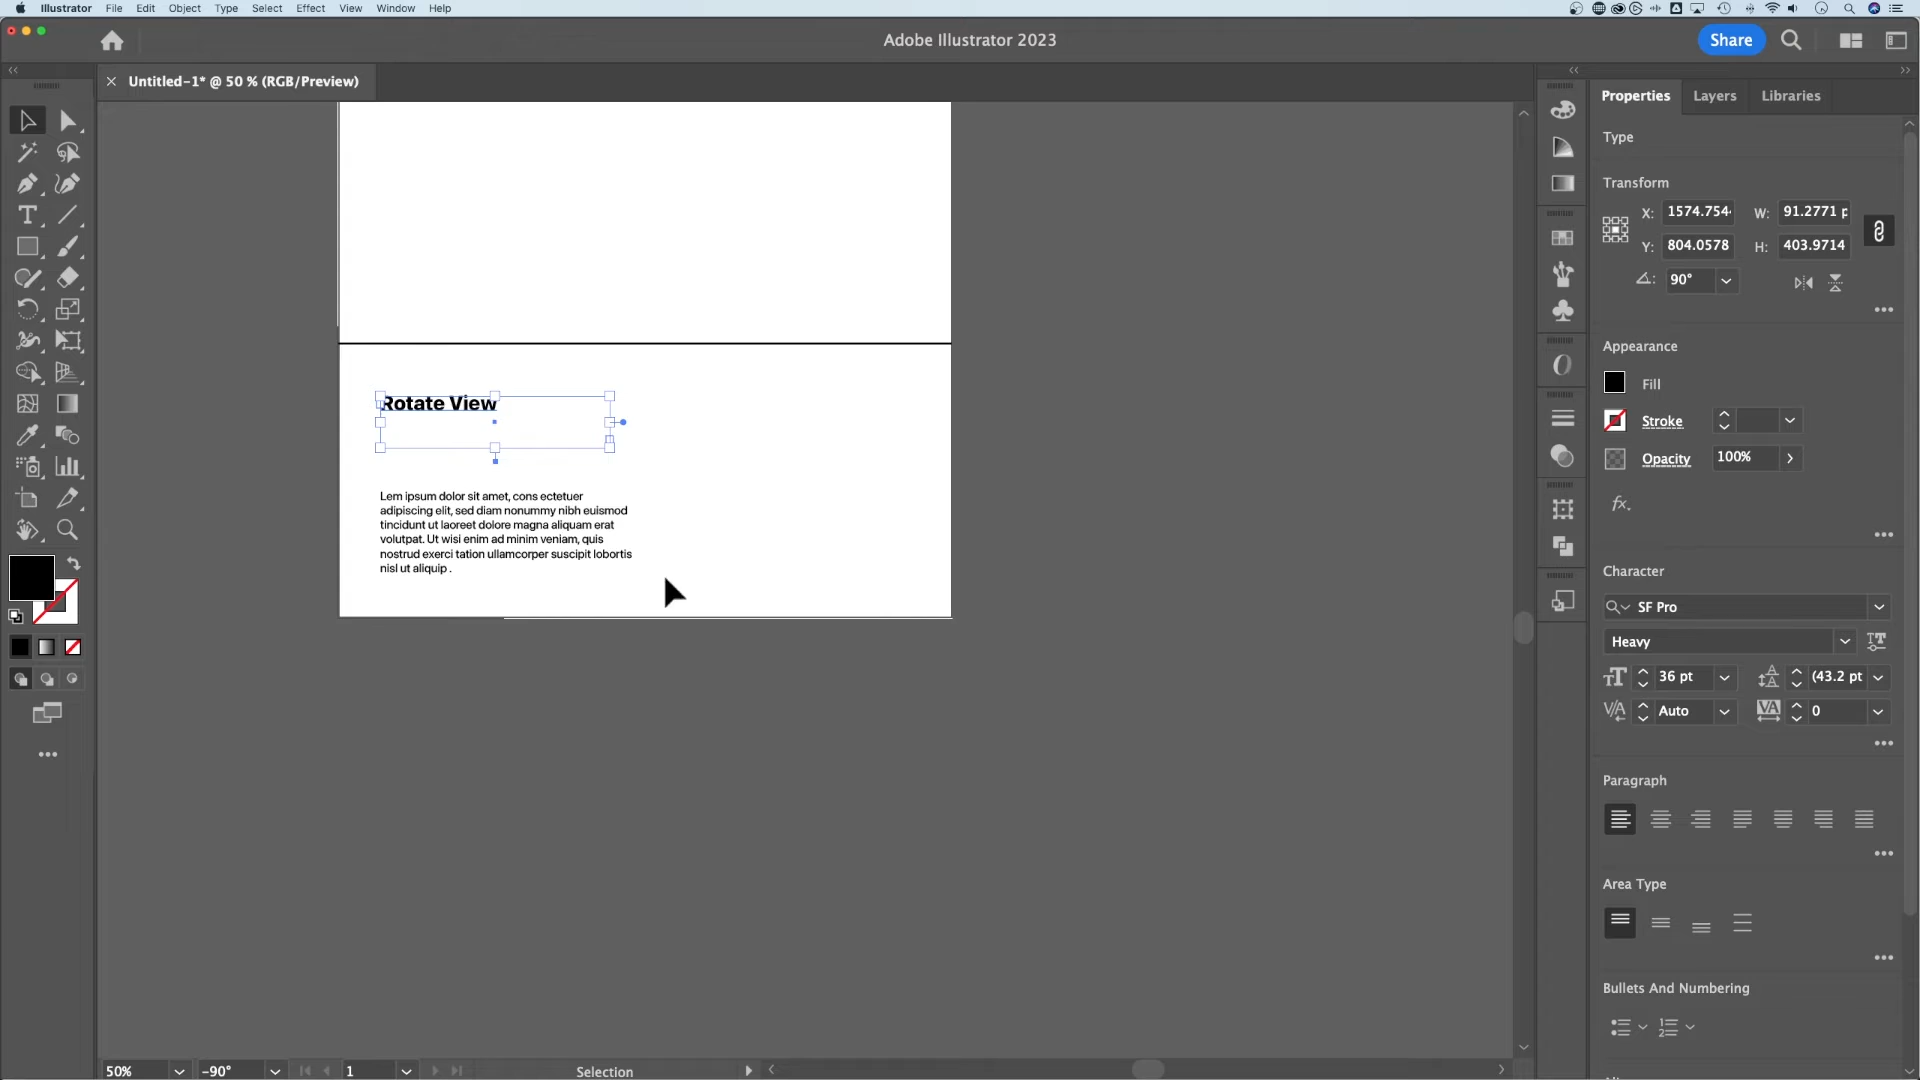 Illustrator File Edit Object Type Select Effect View Window Help
Adobe Illustrator 2023
Share
× Untitled-1* @ 50 % (RGB/Preview)
Properties Layers Libraries
Type
Transform
X: 1574.754 W: 91.2771 p
Y: 804.0578 H: 403.9714
90°
Appearance
Fill
Stroke
Opacity 100%
fx.
Character
SF Pro
Heavy
36 pt (43.2 pt
Auto 0
Paragraph
Area Type
Bullets And Numbering
Rotate View
Lem ipsum dolor sit amet, cons ectetuer
adipiscing elit, sed diam nonummy nibh euismod
tincidunt ut laoreet dolore magna aliquam erat
volutpat. Ut wisi enim ad minim veniam, quis
nostrud exerci tation ullamcorper suscipit lobortis
nisl ut aliquip .
50% -90° 1 Selection